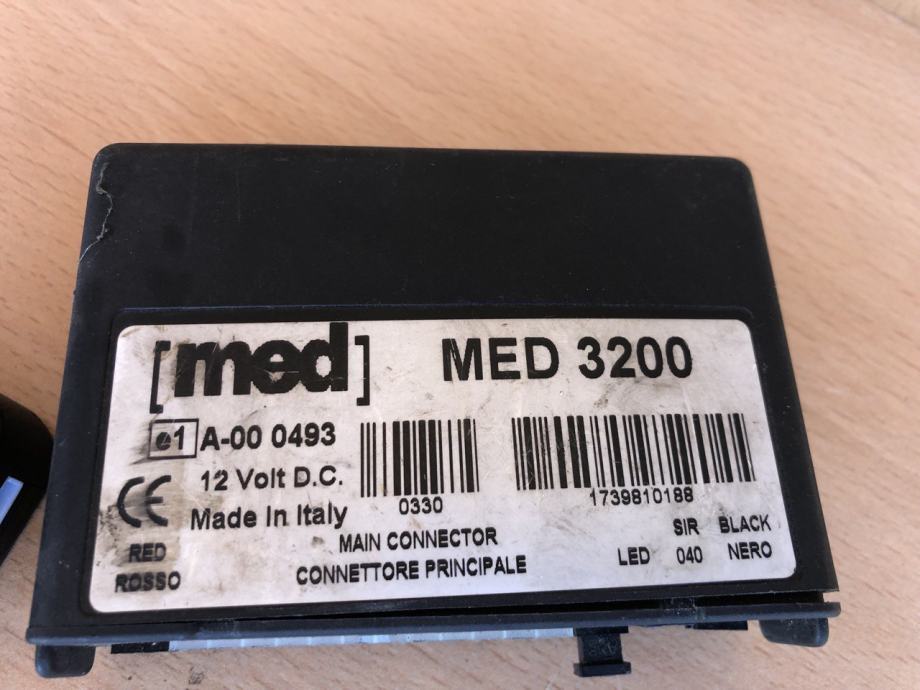 [med] MED 3200
e1 A-00 0493
12 Volt D.C.
Made In Italy
0330
1739810188
RED
ROSSO
MAIN CONNECTOR
CONNETTORE PRINCIPALE
LED
SIR
040
BLACK
NERO